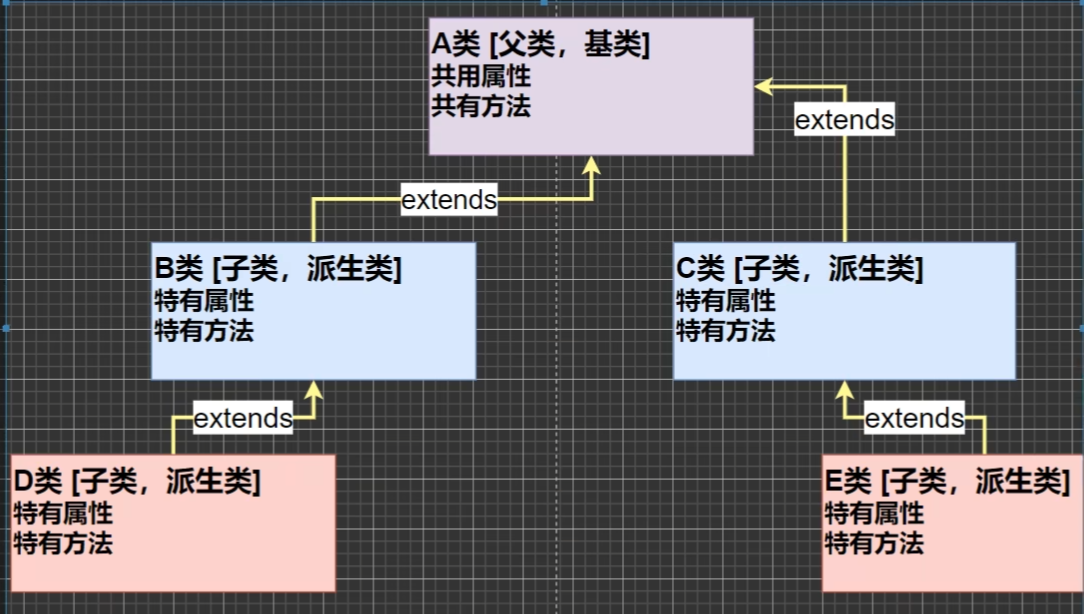 A类 [父类，基类]
共用属性
共有方法
extends
extends
B类 [子类，派生类]
特有属性
特有方法
C类 [子类，派生类]
特有属性
特有方法
extends
extends
D类 [子类，派生类]
特有属性
特有方法
E类 [子类，派生类]
特有属性
特有方法